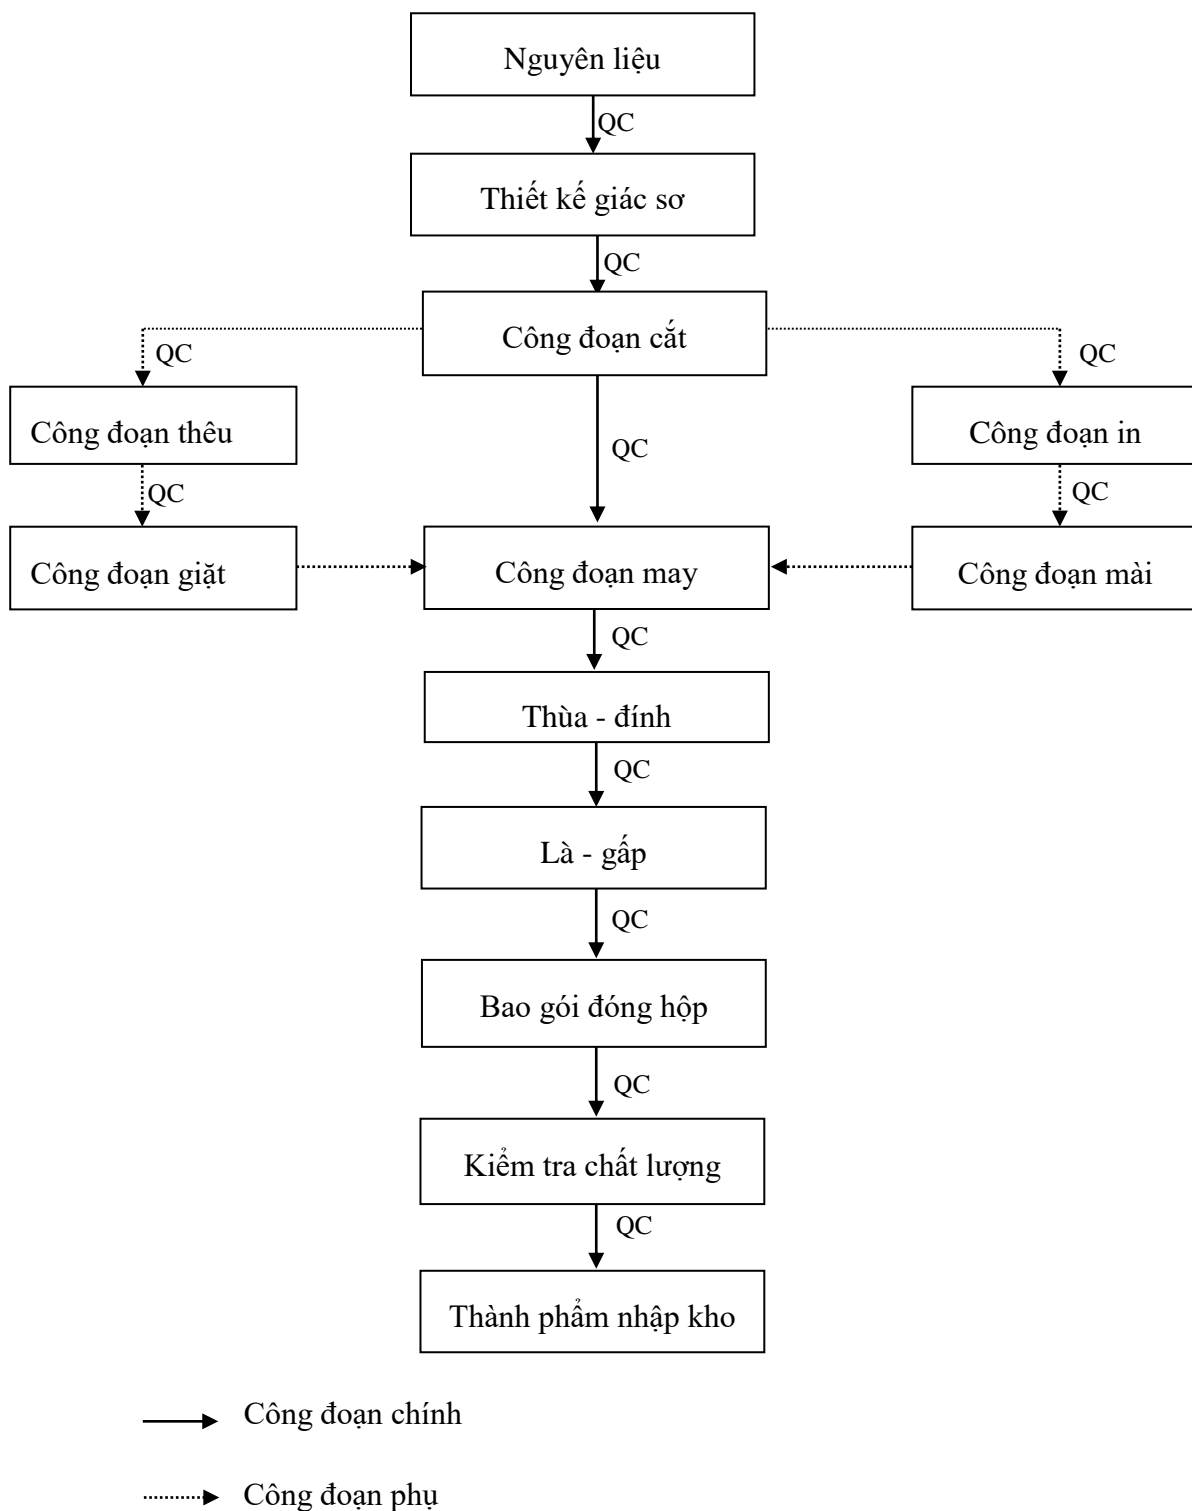 Nguyên liệu
QC
Thiết kế giác sơ
QC
Công đoạn cắt
QC
QC
Công đoạn thêu
Công đoạn in
QC
QC
QC
Công đoạn giặt
Công đoạn may
Công đoạn mài
QC
Thùa - đính
QC
Là - gấp
QC
Bao gói đóng hộp
QC
Kiểm tra chất lượng
QC
Thành phẩm nhập kho
Công đoạn chính
Công đoạn phụ